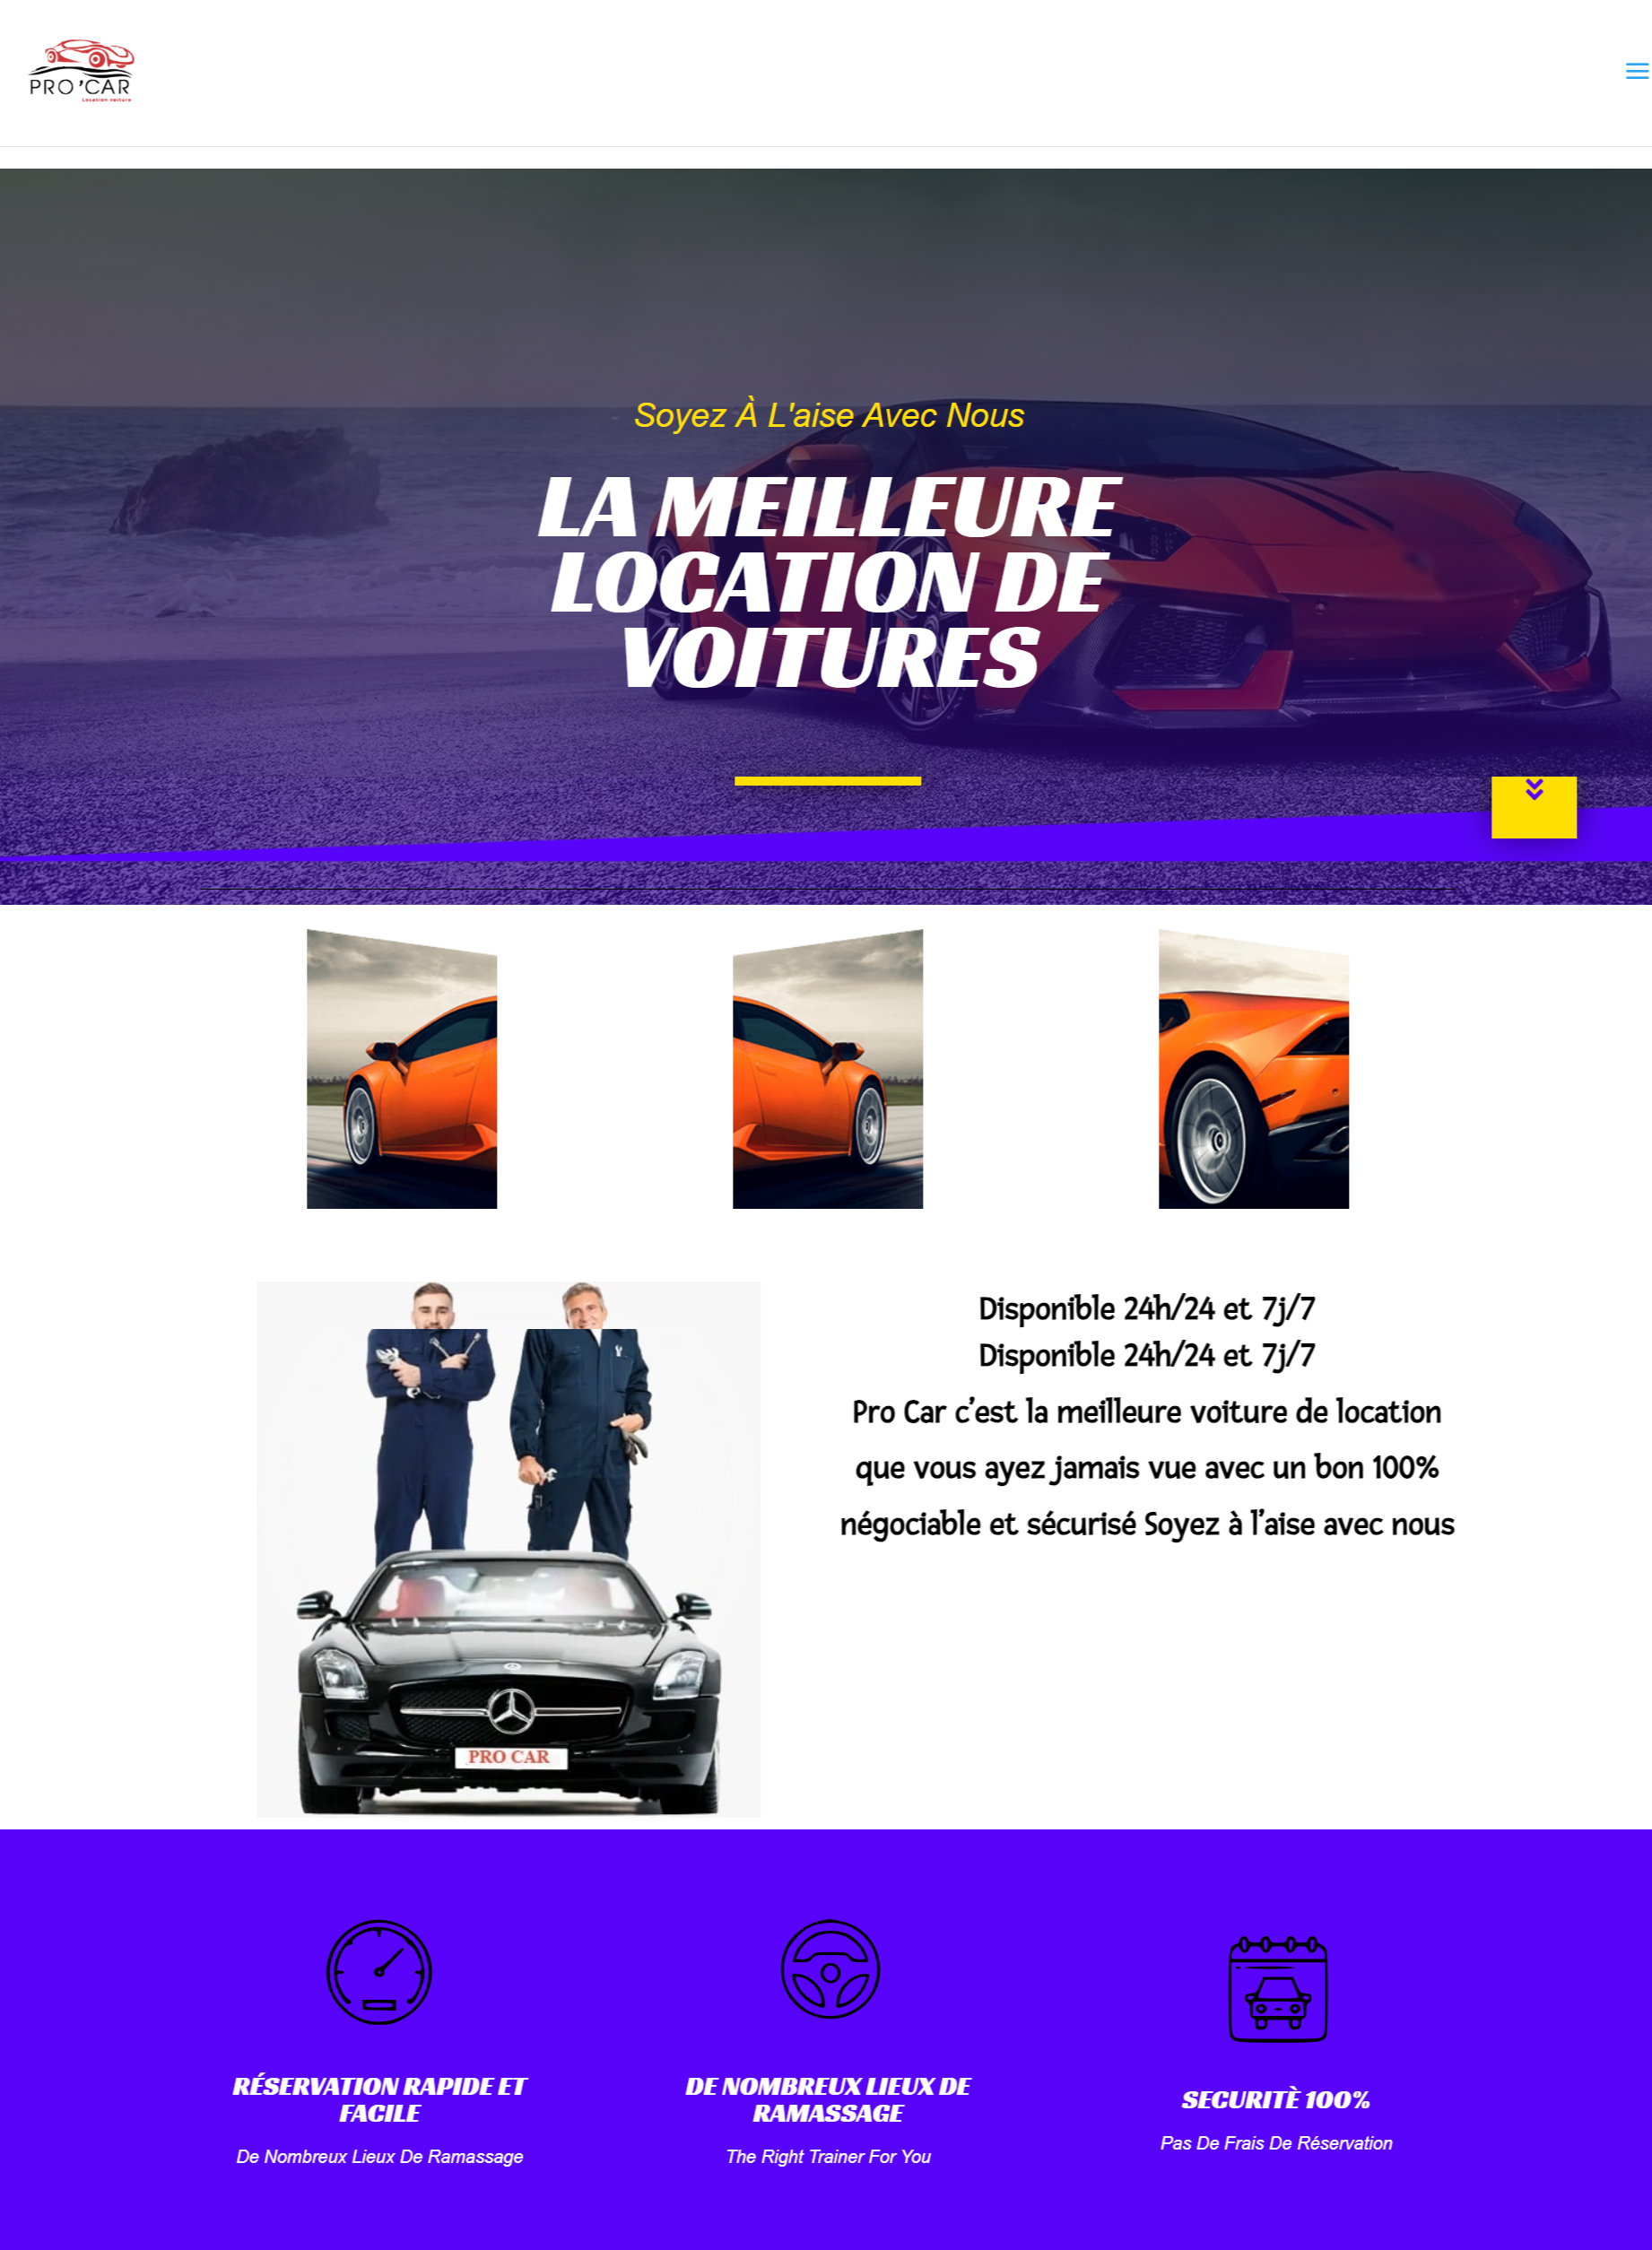 PRO 'CAR
Location voiture
Soyez À L'aise Avec Nous
LA MEILLEURE
LOCATION DE
VOITURES
Disponible 24h/24 et 7j/7
Disponible 24h/24 et 7j/7
Pro Car c’est la meilleure voiture de location
que vous ayez jamais vue avec un bon 100%
négociable et sécurisé Soyez à l’aise avec nous
PRO CAR
RÉSERVATION RAPIDE ET
FACILE
De Nombreux Lieux De Ramassage
DE NOMBREUX LIEUX DE
RAMASSAGE
The Right Trainer For You
SECURITÈ 100%
Pas De Frais De Réservation